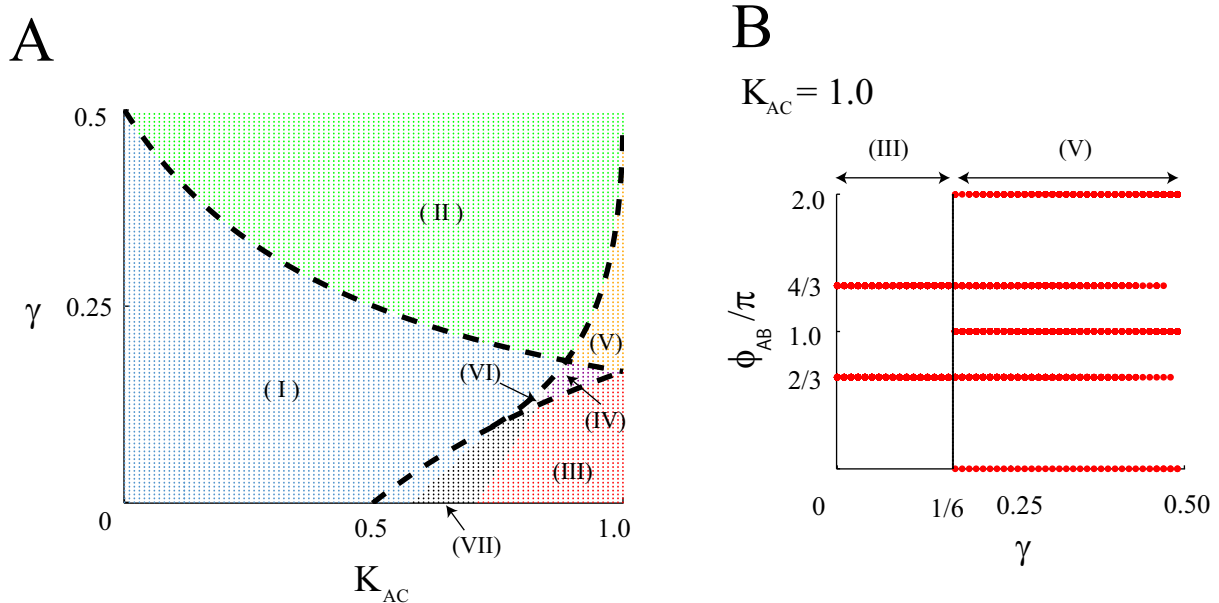 A
0.5
0.25
γ
0
0.5
1.0
K_AC
( I )
( II )
(III)
(IV)
(V)
(VI)
(VII)
B
K_AC = 1.0
(III) (V)
2.0
4/3
1.0
2/3
ϕ_AB /π
0 1/6 0.25 0.50
γ